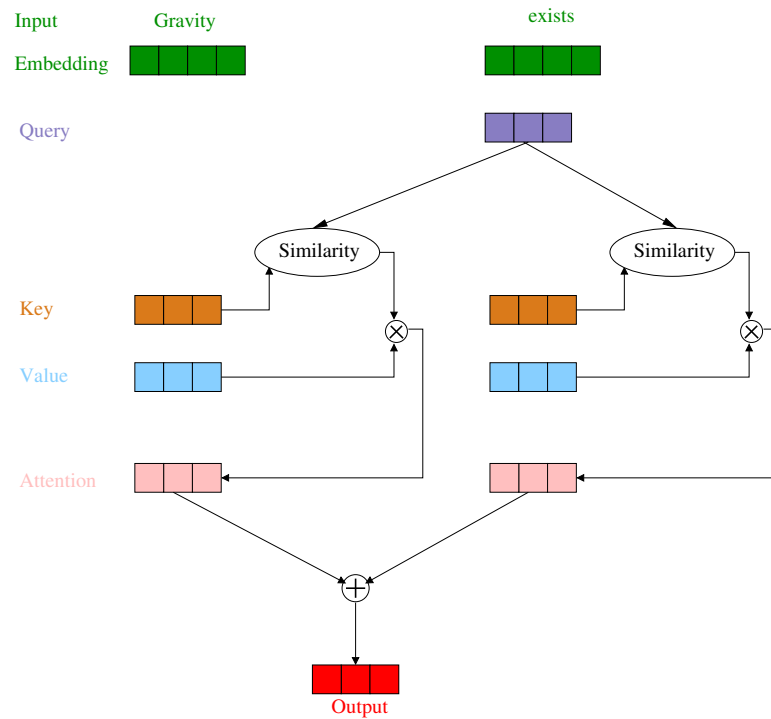 Input Gravity exists
Embedding
Query
Similarity Similarity
Key
Value
Attention
Output